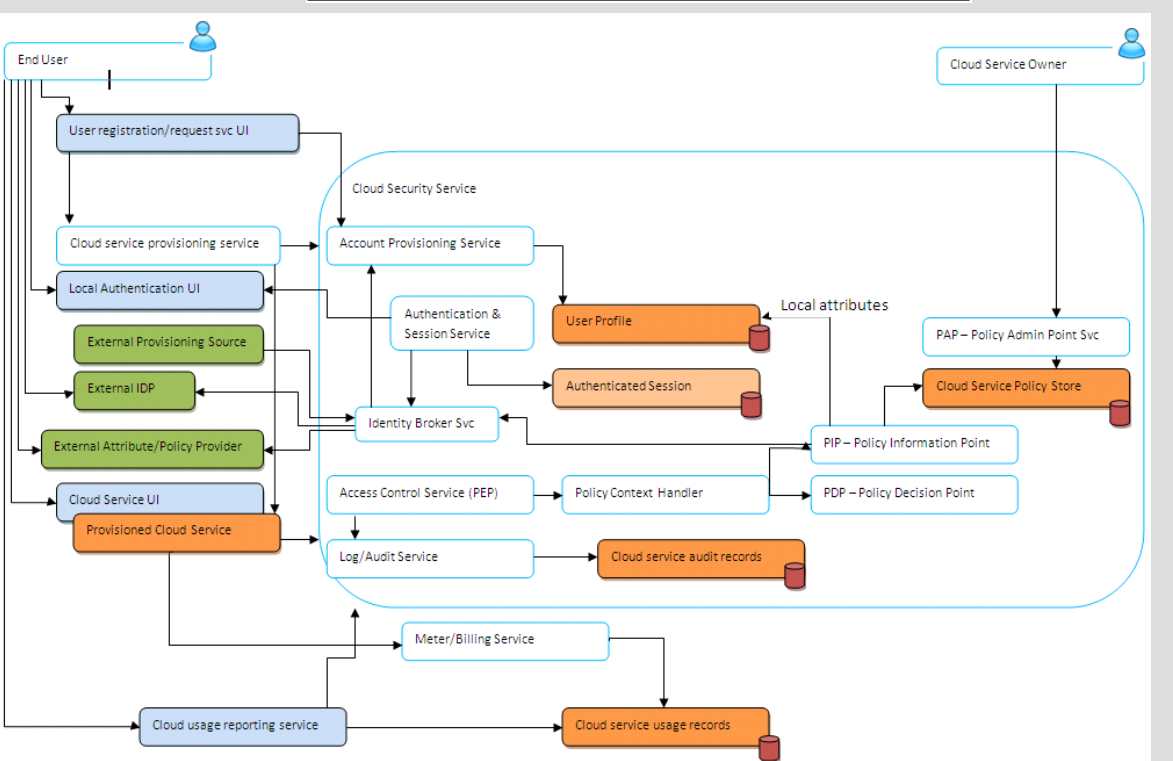 End User
Cloud Service Owner
User registration/request svc UI
Cloud Security Service
Cloud service provisioning service
Account Provisioning Service
Local Authentication UI
Authentication &
Session Service
Local attributes
User Profile
External Provisioning Source
PAP – Policy Admin Point Svc
External IDP
Authenticated Session
Cloud Service Policy Store
Identity Broker Svc
External Attribute/Policy Provider
PIP – Policy Information Point
Cloud Service UI
Access Control Service (PEP)
Policy Context Handler
PDP – Policy Decision Point
Provisioned Cloud Service
Log/Audit Service
Cloud service audit records
Meter/Billing Service
Cloud usage reporting service
Cloud service usage records